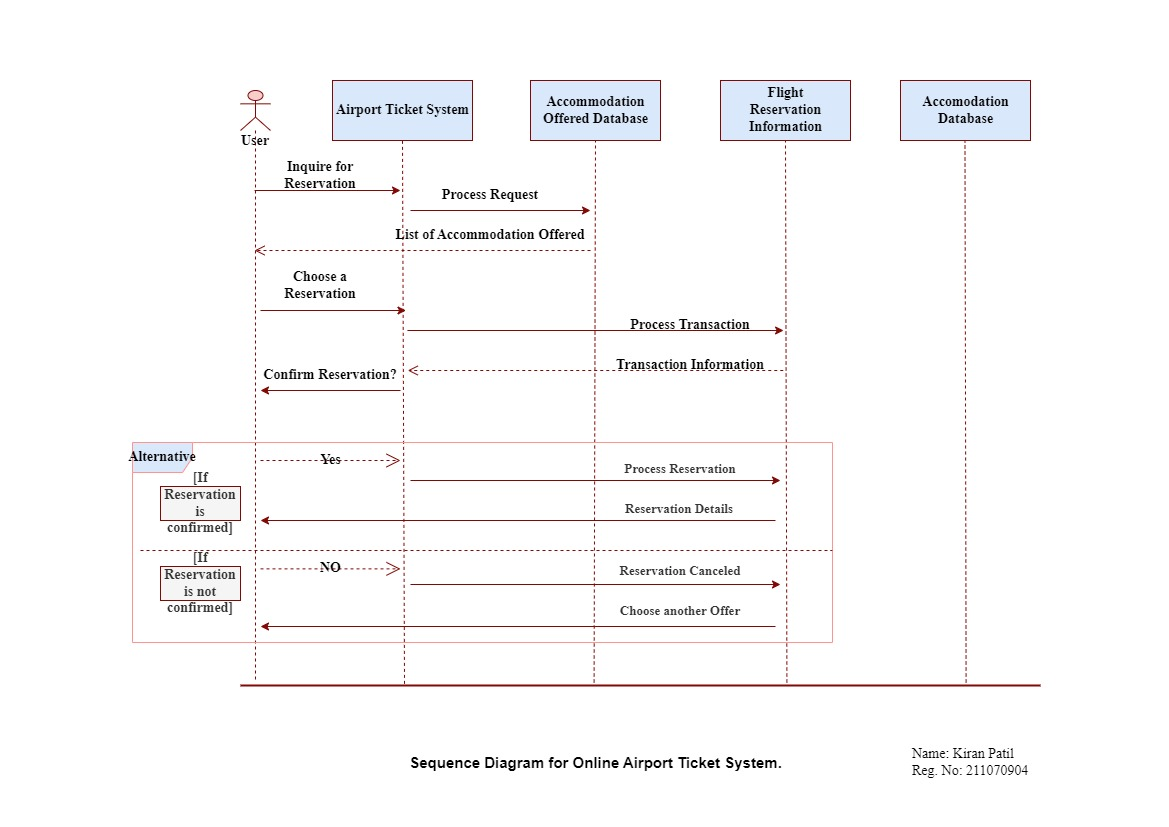 User
Airport Ticket System
Accommodation
Offered Database
Flight
Reservation
Information
Accomodation
Database
Inquire for
Reservation
Process Request
List of Accommodation Offered
Choose a
Reservation
Process Transaction
Transaction Information
Confirm Reservation?
Alternative
Yes
[If
Reservation
is
confirmed]
Process Reservation
Reservation Details
[If
Reservation
is not
confirmed]
NO
Reservation Canceled
Choose another Offer
Sequence Diagram for Online Airport Ticket System.
Name: Kiran Patil
Reg. No: 211070904